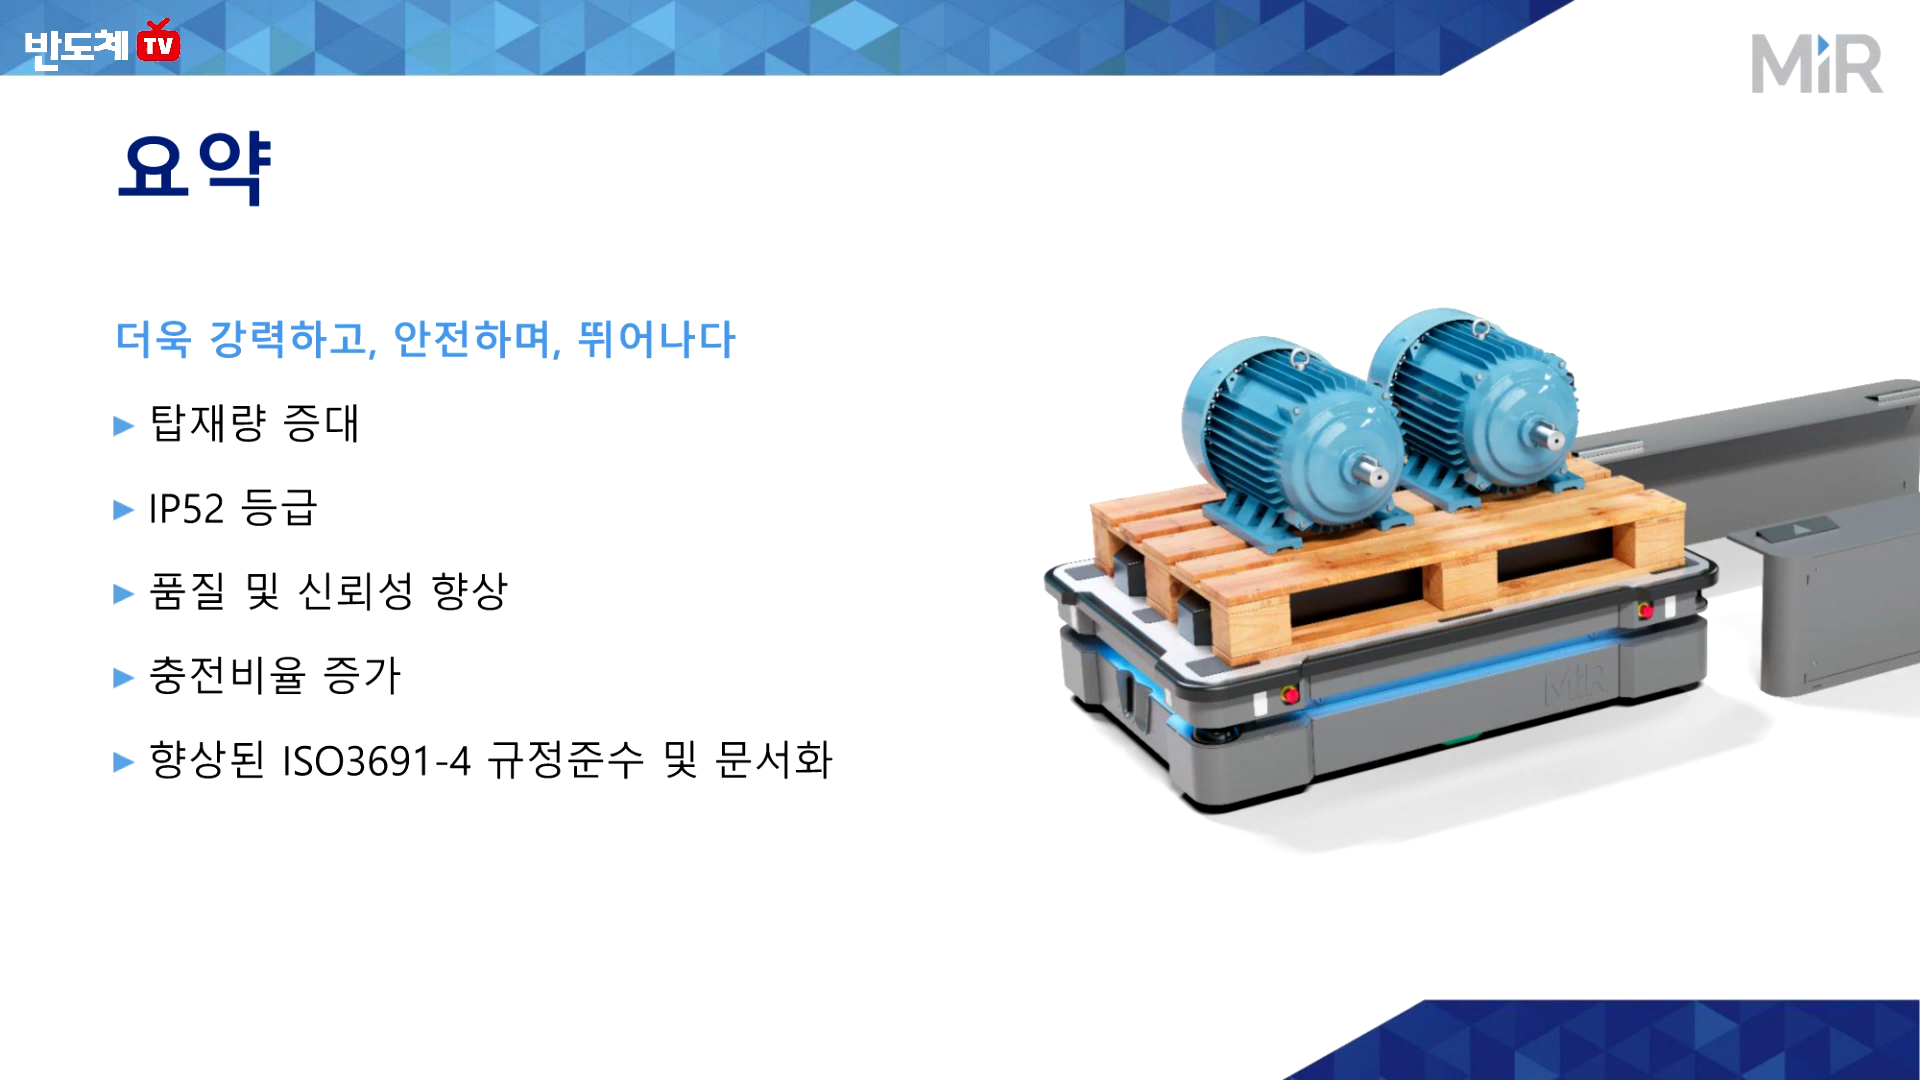 반도체 TV
MiR
요약
더욱 강력하고, 안전하며, 뛰어나다
탑재량 증대
IP52 등급
품질 및 신뢰성 향상
충전비율 증가
향상된 ISO3691-4 규정준수 및 문서화
MiR